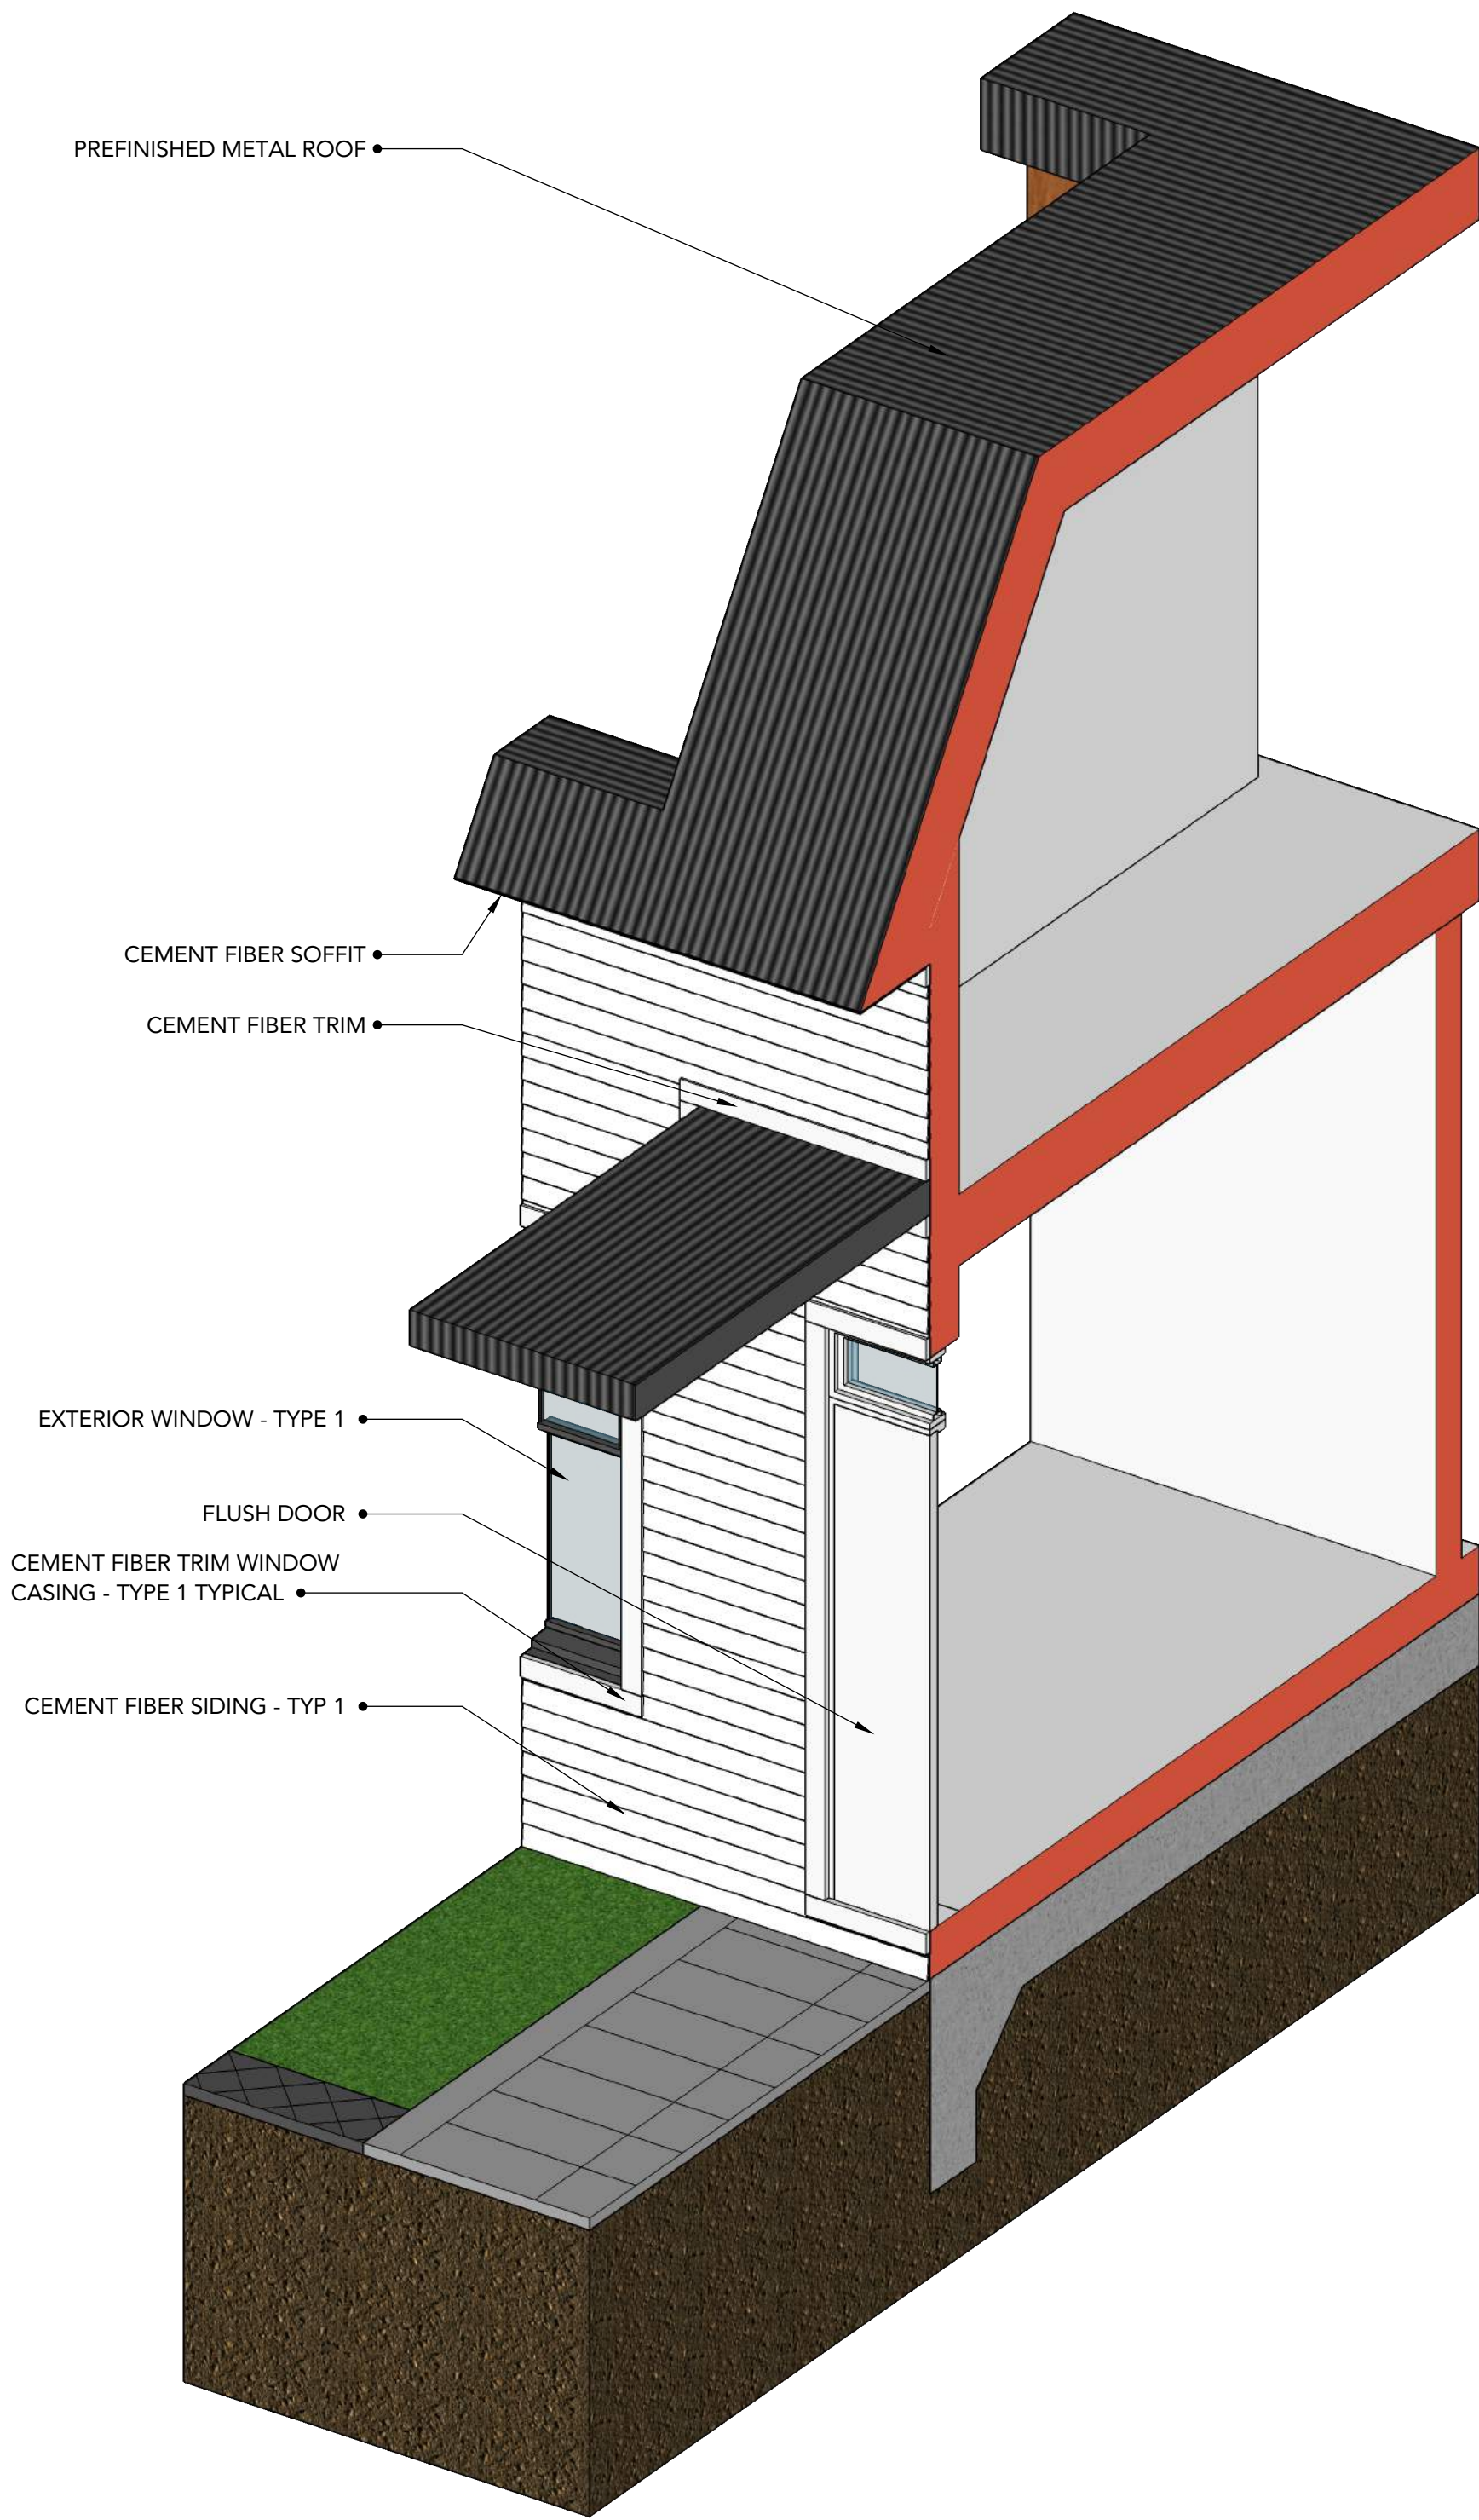 PREFINISHED METAL ROOF
CEMENT FIBER SOFFIT
CEMENT FIBER TRIM
EXTERIOR WINDOW - TYPE 1
FLUSH DOOR
CEMENT FIBER TRIM WINDOW
CASING - TYPE 1 TYPICAL
CEMENT FIBER SIDING - TYP 1